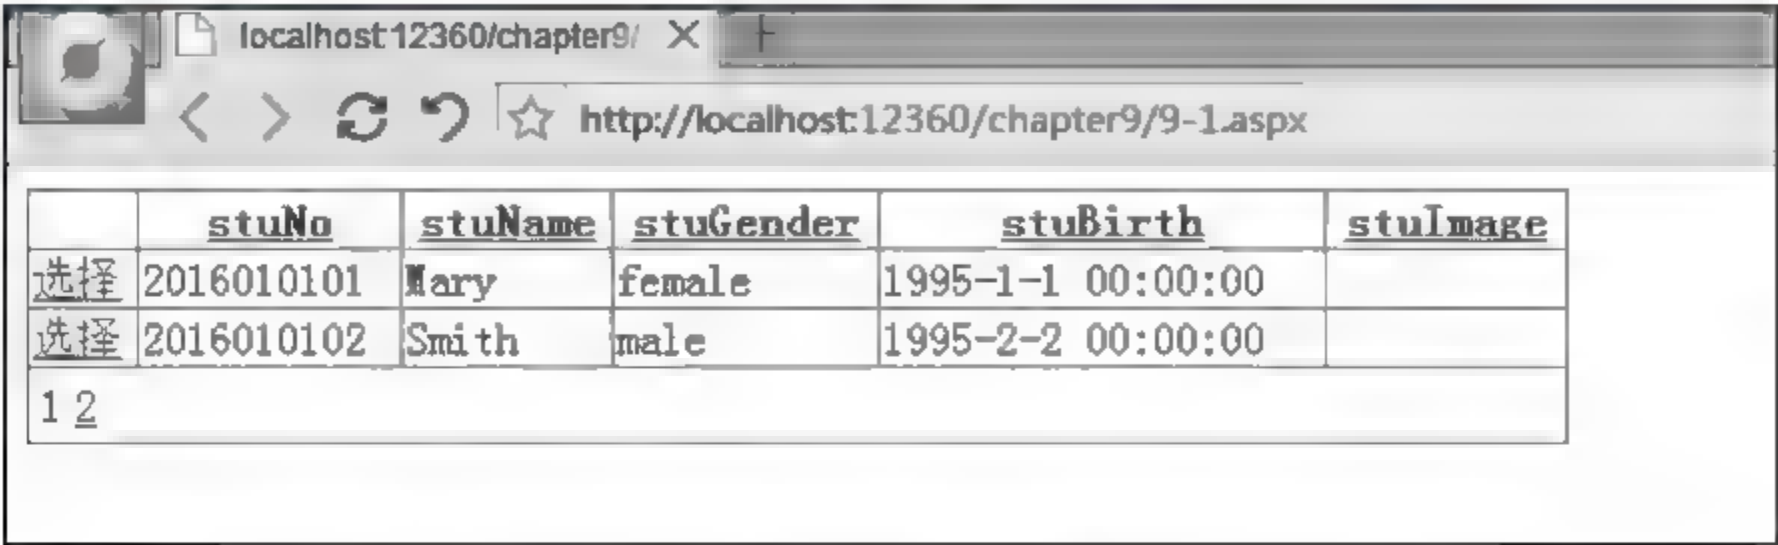 localhost:12360/chapter9/
http://localhost:12360/chapter9/9-1.aspx
stuNo stuName stuGender stuBirth stuImage
选择 2016010101 Mary female 1995-1-1 00:00:00
选择 2016010102 Smith male 1995-2-2 00:00:00
1 2